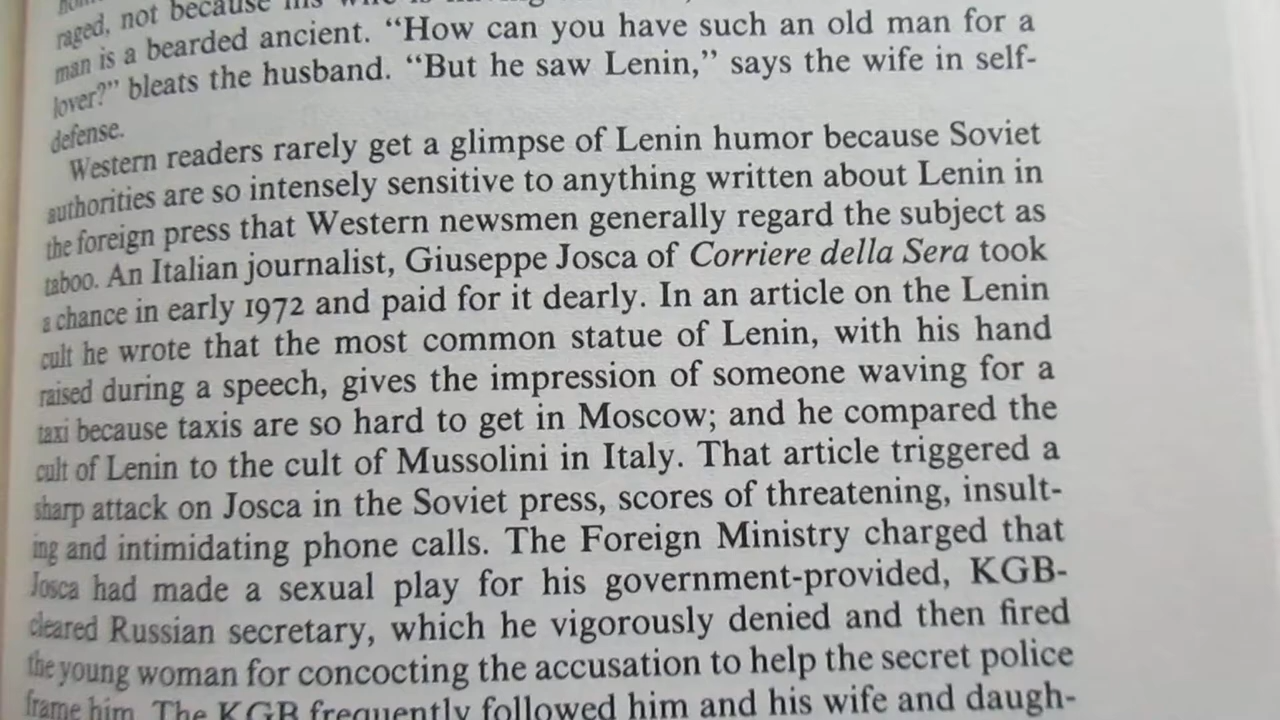 raged, not because his wife is
man is a bearded ancient. “How can you have such an old man for a
lover?” bleats the husband. “But he saw Lenin,” says the wife in self-
defense.
Western readers rarely get a glimpse of Lenin humor because Soviet
authorities are so intensely sensitive to anything written about Lenin in
the foreign press that Western newsmen generally regard the subject as
taboo. An Italian journalist, Giuseppe Josca of Corriere della Sera took
a chance in early 1972 and paid for it dearly. In an article on the Lenin
cult he wrote that the most common statue of Lenin, with his hand
raised during a speech, gives the impression of someone waving for a
taxi because taxis are so hard to get in Moscow; and he compared the
cult of Lenin to the cult of Mussolini in Italy. That article triggered a
sharp attack on Josca in the Soviet press, scores of threatening, insult-
ing and intimidating phone calls. The Foreign Ministry charged that
Josca had made a sexual play for his government-provided, KGB-
cleared Russian secretary, which he vigorously denied and then fired
the young woman for concocting the accusation to help the secret police
frame him. The KGB frequently followed him and his wife and daugh-